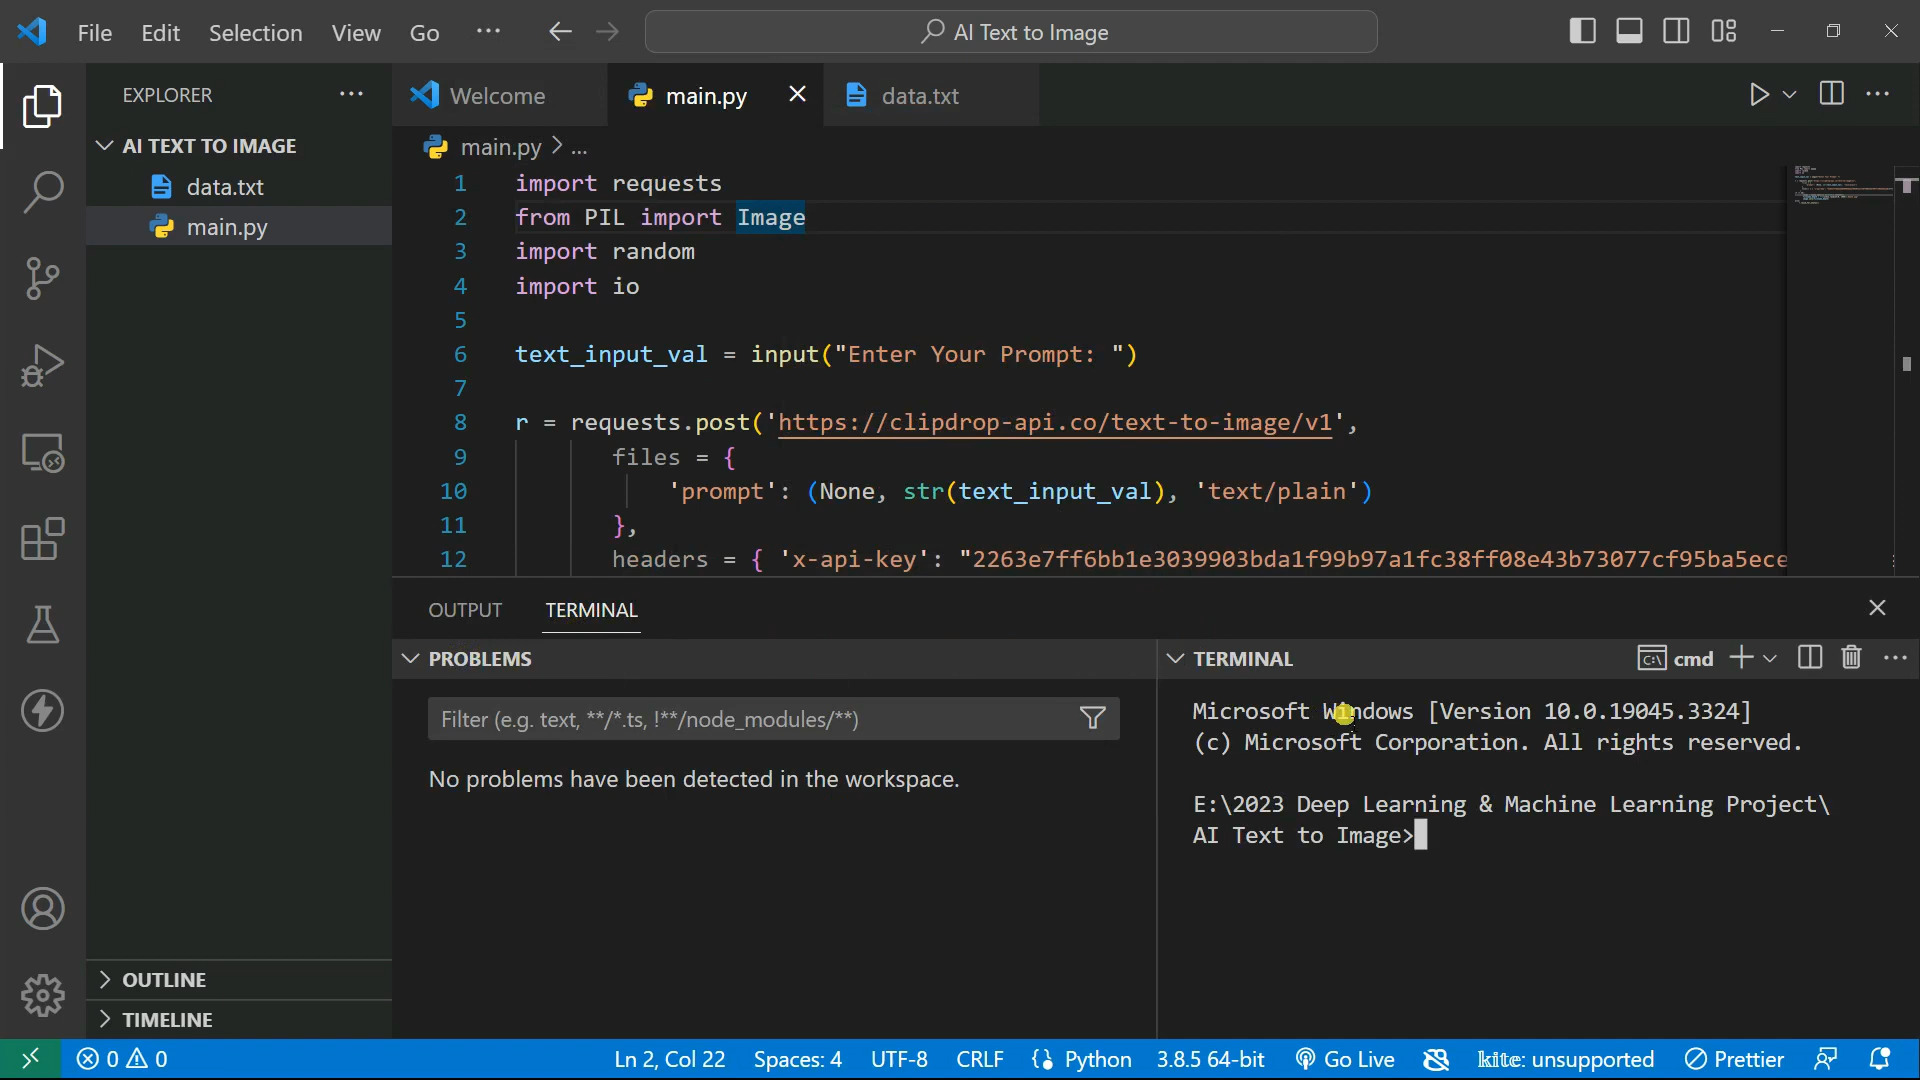 File Edit Selection View Go ··· AI Text to Image
EXPLORER ···
Welcome main.py data.txt
AI TEXT TO IMAGE
data.txt
main.py
main.py > ...
1 import requests
2 from PIL import Image
3 import random
4 import io
5
6 text_input_val = input("Enter Your Prompt: ")
7
8 r = requests.post('https://clipdrop-api.co/text-to-image/v1',
9 files = {
10 'prompt': (None, str(text_input_val), 'text/plain')
11 },
12 headers = { 'x-api-key': "2263e7ff6bb1e3039903bda1f99b97a1fc38ff08e43b73077cf95ba5ece
OUTPUT TERMINAL
PROBLEMS
Filter (e.g. text, **/*.ts, !**/node_modules/**)
No problems have been detected in the workspace.
TERMINAL cmd
Microsoft Windows [Version 10.0.19045.3324]
(c) Microsoft Corporation. All rights reserved.
E:\2023 Deep Learning & Machine Learning Project\
AI Text to Image>
OUTLINE
TIMELINE
0 0 Ln 2, Col 22 Spaces: 4 UTF-8 CRLF {} Python 3.8.5 64-bit Go Live kite: unsupported Prettier